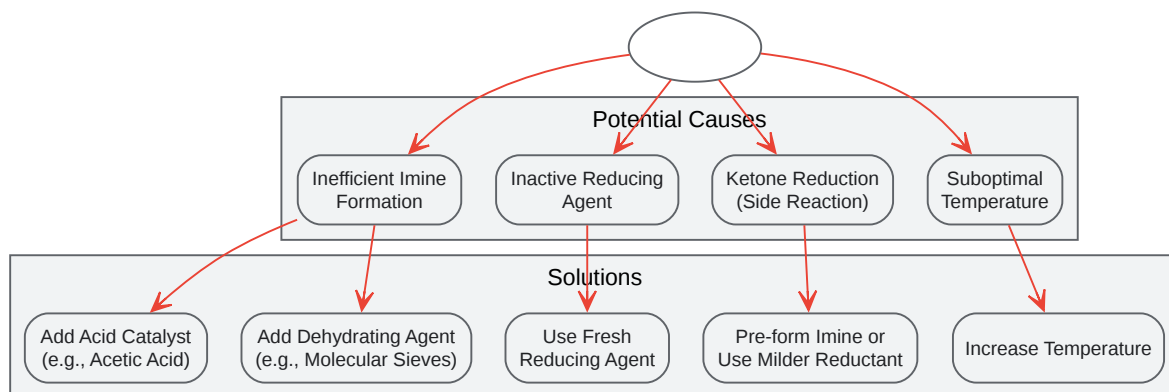 Potential Causes
Inefficient Imine
Formation
Inactive Reducing
Agent
Ketone Reduction
(Side Reaction)
Suboptimal
Temperature
Solutions
Add Acid Catalyst
(e.g., Acetic Acid)
Add Dehydrating Agent
(e.g., Molecular Sieves)
Use Fresh
Reducing Agent
Pre-form Imine or
Use Milder Reductant
Increase Temperature